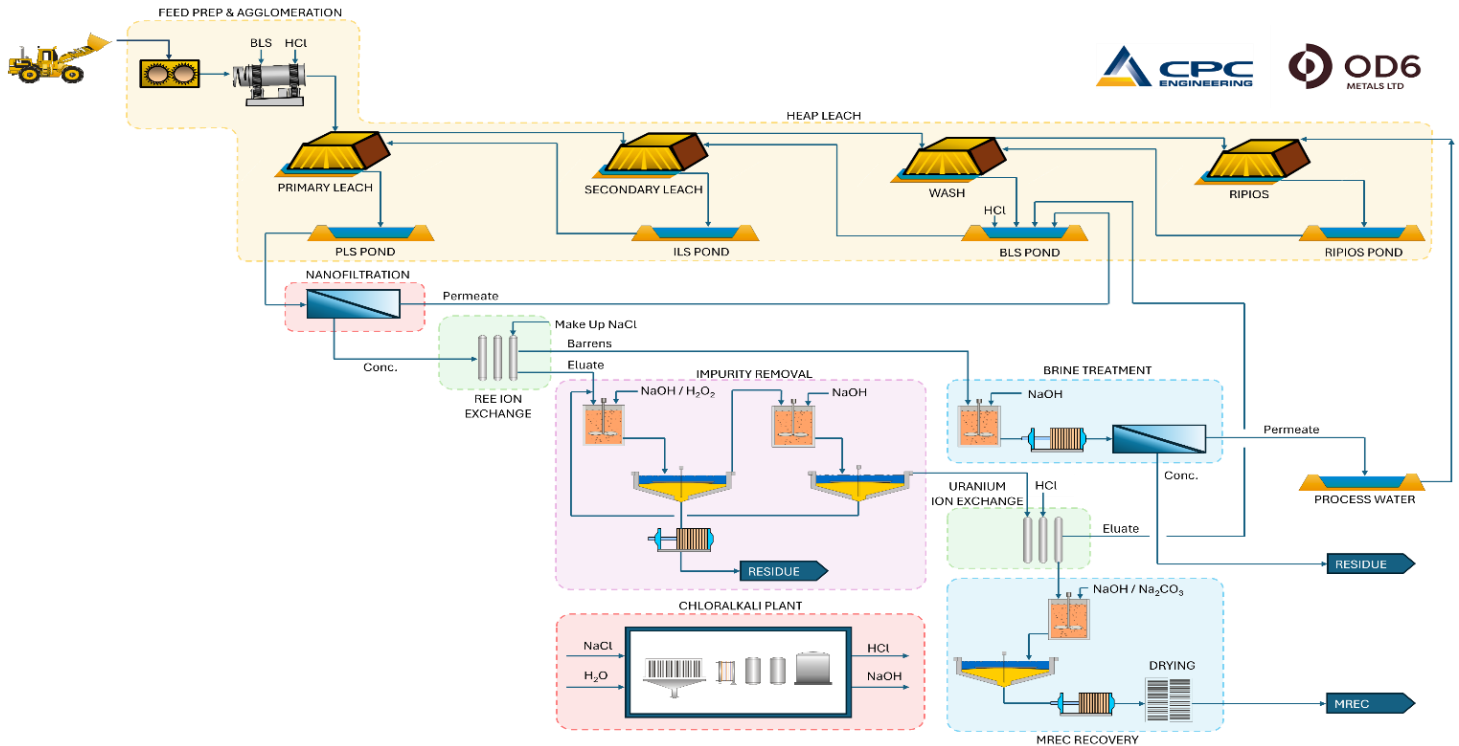 FEED PREP & AGGLOMERATION
BLS
HCl
CPC
ENGINEERING
OD6
METALS LTD
HEAP LEACH
PRIMARY LEACH
SECONDARY LEACH
WASH
RIPIOS
HCl
PLS POND
ILS POND
BLS POND
RIPIOS POND
NANOFILTRATION
Permeate
Conc.
Make Up NaCl
Barrens
Eluate
REE ION
EXCHANGE
IMPURITY REMOVAL
NaOH / H₂O₂
NaOH
RESIDUE
BRINE TREATMENT
NaOH
Permeate
Conc.
PROCESS WATER
URANIUM
ION EXCHANGE
HCl
Eluate
RESIDUE
CHLORALKALI PLANT
NaCl
H₂O
HCl
NaOH
NaOH / Na₂CO₃
DRYING
MREC
MREC RECOVERY